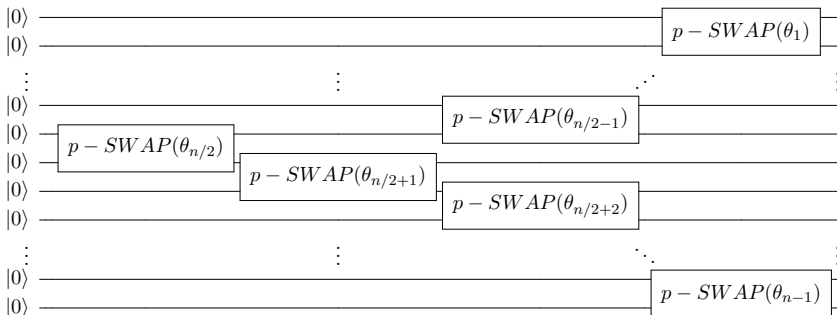 |0⟩
p − SWAP(θ₁)
|0⟩
⋮ ⋮ ⋰ ⋮
|0⟩
p − SWAP(θₙ/₂₋₁)
|0⟩
p − SWAP(θₙ/₂)
|0⟩
p − SWAP(θₙ/₂₊₁)
|0⟩
p − SWAP(θₙ/₂₊₂)
|0⟩
⋮ ⋮ ⋱ ⋮
|0⟩
p − SWAP(θₙ₋₁)
|0⟩